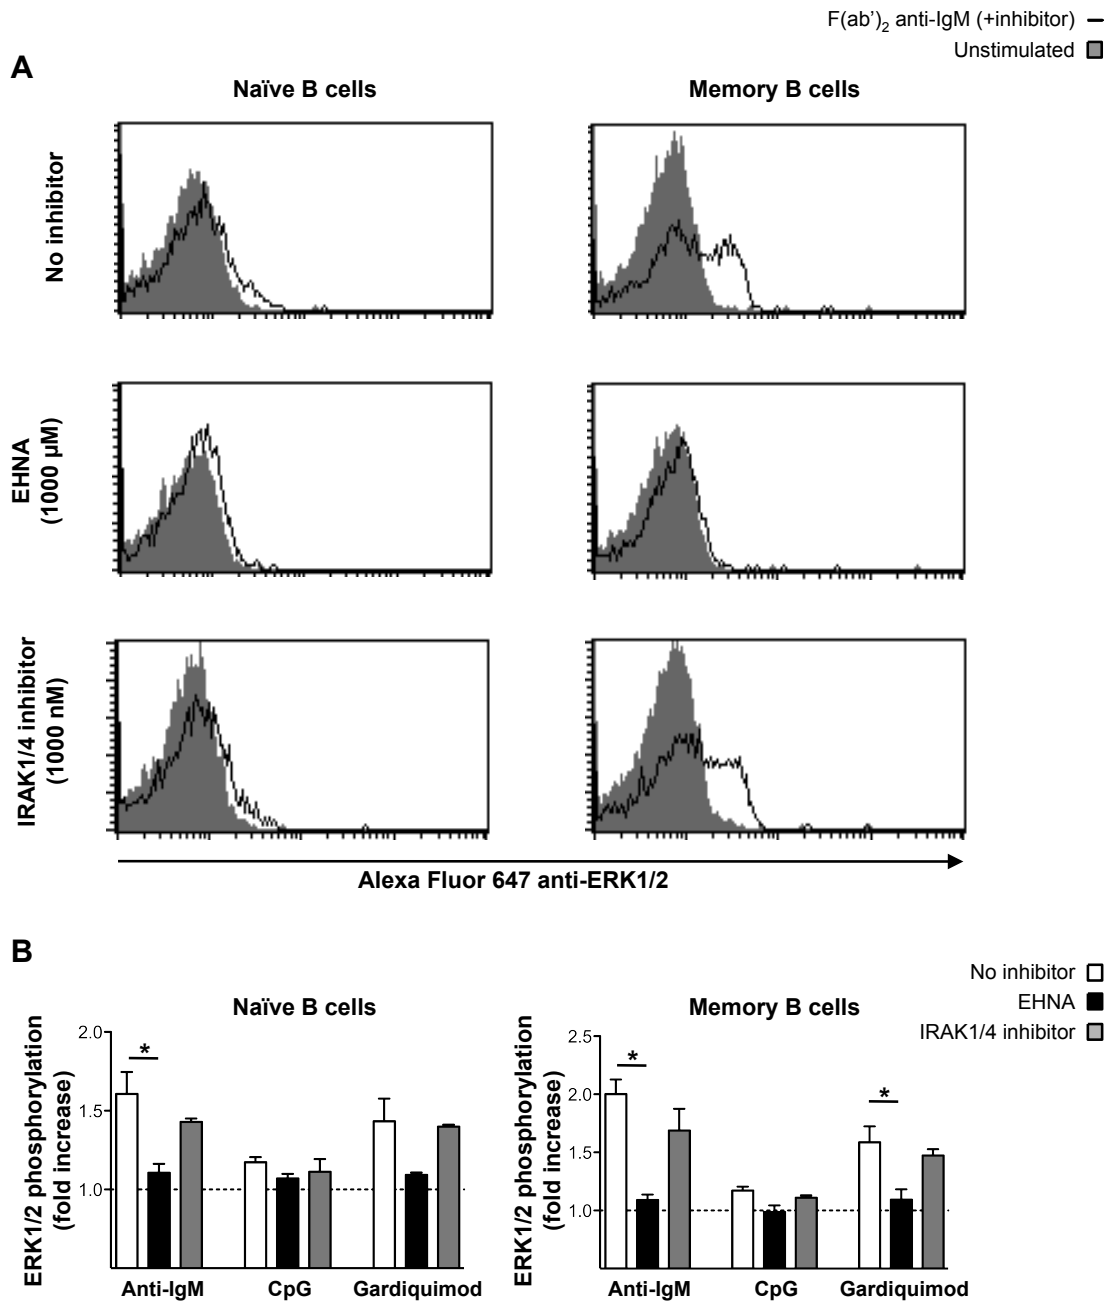 F(ab’)₂ anti-IgM (+inhibitor)
Unstimulated
A
Naïve B cells
Memory B cells
No inhibitor
EHNA
(1000 µM)
IRAK1/4 inhibitor
(1000 nM)
Alexa Fluor 647 anti-ERK1/2
B
No inhibitor
EHNA
IRAK1/4 inhibitor
Naïve B cells
ERK1/2 phosphorylation
(fold increase)
2.0
*
1.5
1.0
Anti-IgM CpG Gardiquimod
Memory B cells
ERK1/2 phosphorylation
(fold increase)
2.5
*
2.0
*
1.5
1.0
Anti-IgM CpG Gardiquimod